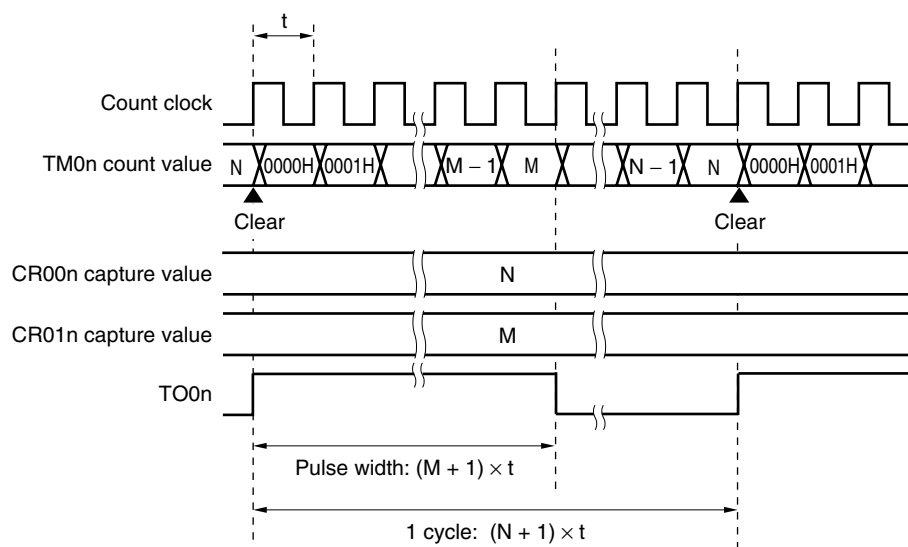 t
Count clock
TM0n count value N 0000H 0001H M – 1 M N – 1 N 0000H 0001H
Clear Clear
CR00n capture value N
CR01n capture value M
TO0n
Pulse width: (M + 1) × t
1 cycle: (N + 1) × t